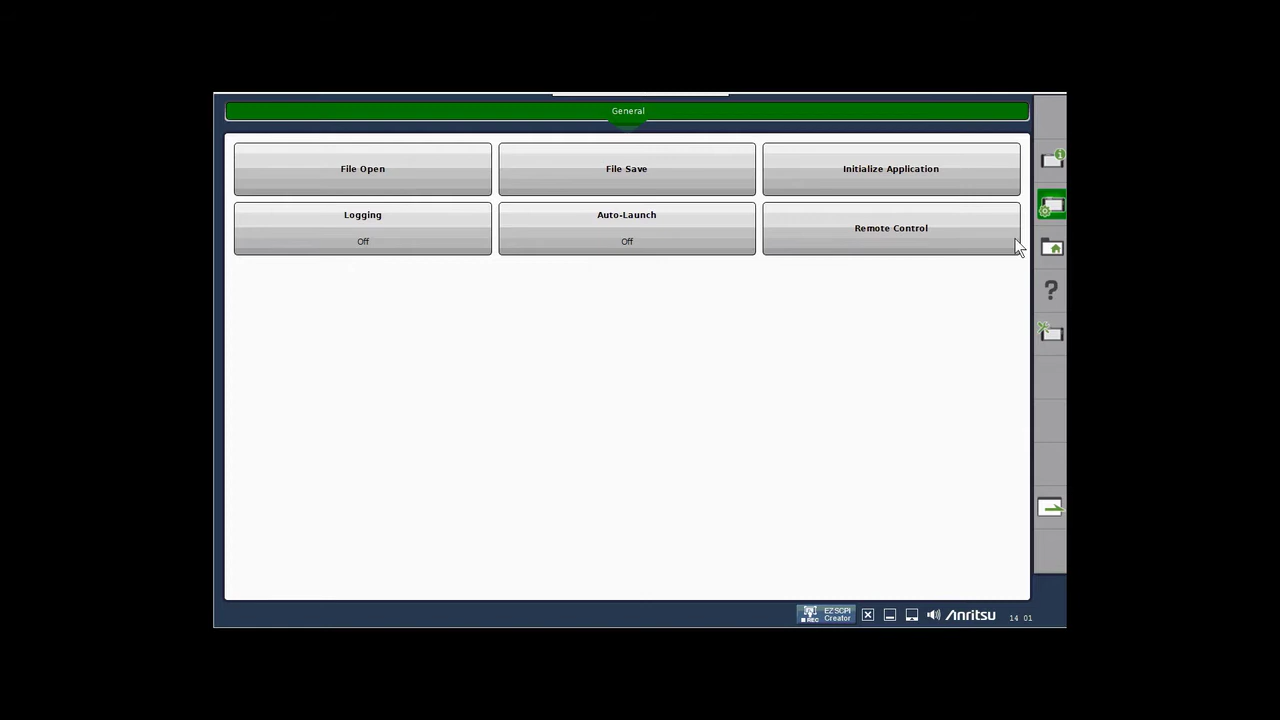 General
File Open
File Save
Initialize Application
Logging
Off
Auto-Launch
Off
Remote Control
?
REC
EZ SCPI
Creator
Anritsu
14 01